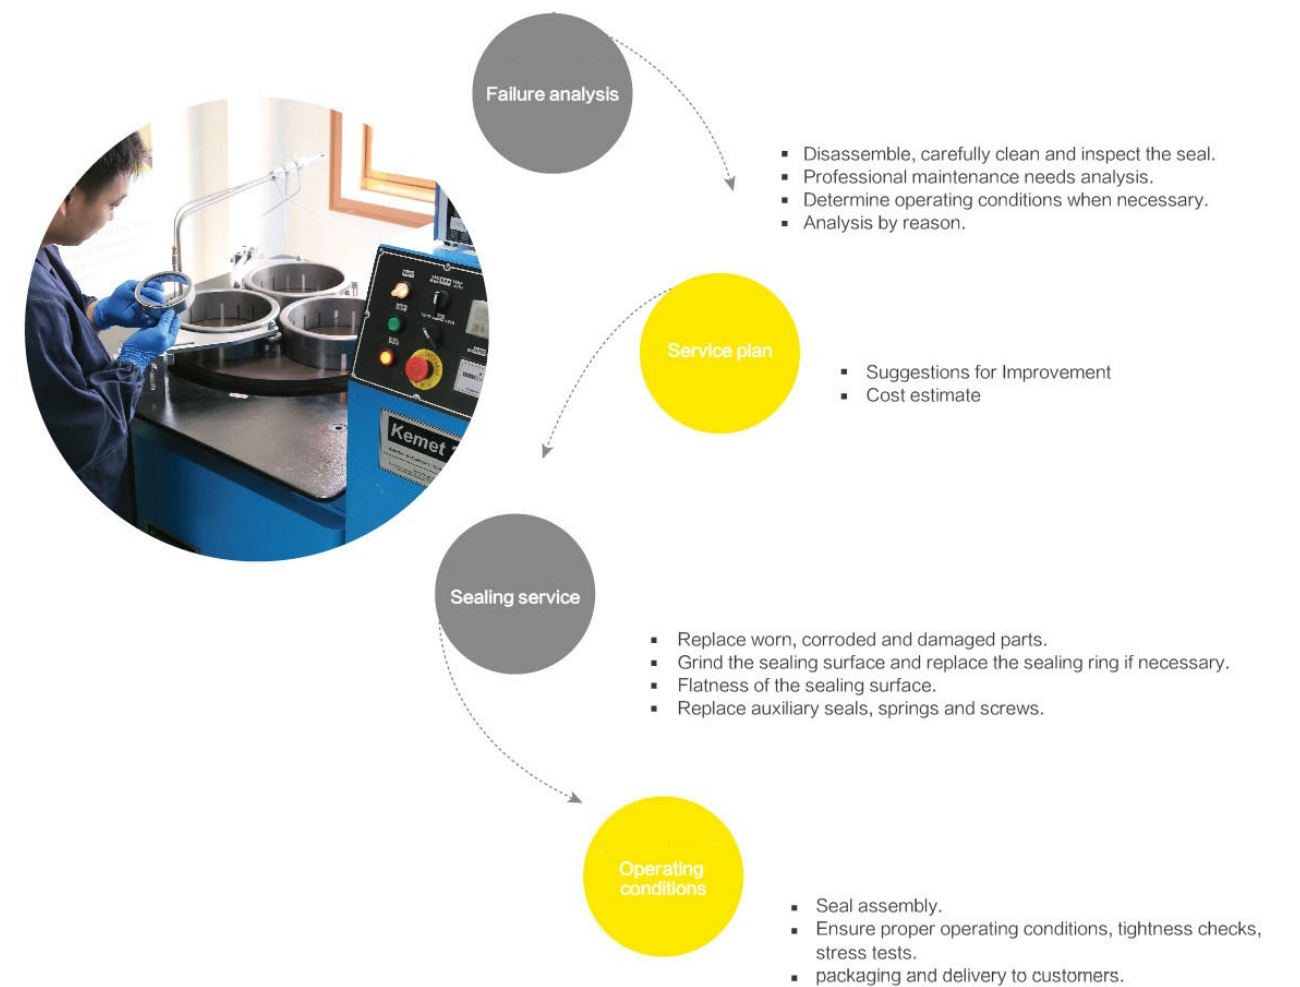 Failure analysis
▪ Disassemble, carefully clean and inspect the seal.
▪ Professional maintenance needs analysis.
▪ Determine operating conditions when necessary.
▪ Analysis by reason.
Service plan
▪ Suggestions for Improvement
▪ Cost estimate
Kemet
Sealing service
▪ Replace worn, corroded and damaged parts.
▪ Grind the sealing surface and replace the sealing ring if necessary.
▪ Flatness of the sealing surface.
▪ Replace auxiliary seals, springs and screws.
Operating
conditions
▪ Seal assembly.
▪ Ensure proper operating conditions, tightness checks,
stress tests.
▪ packaging and delivery to customers.